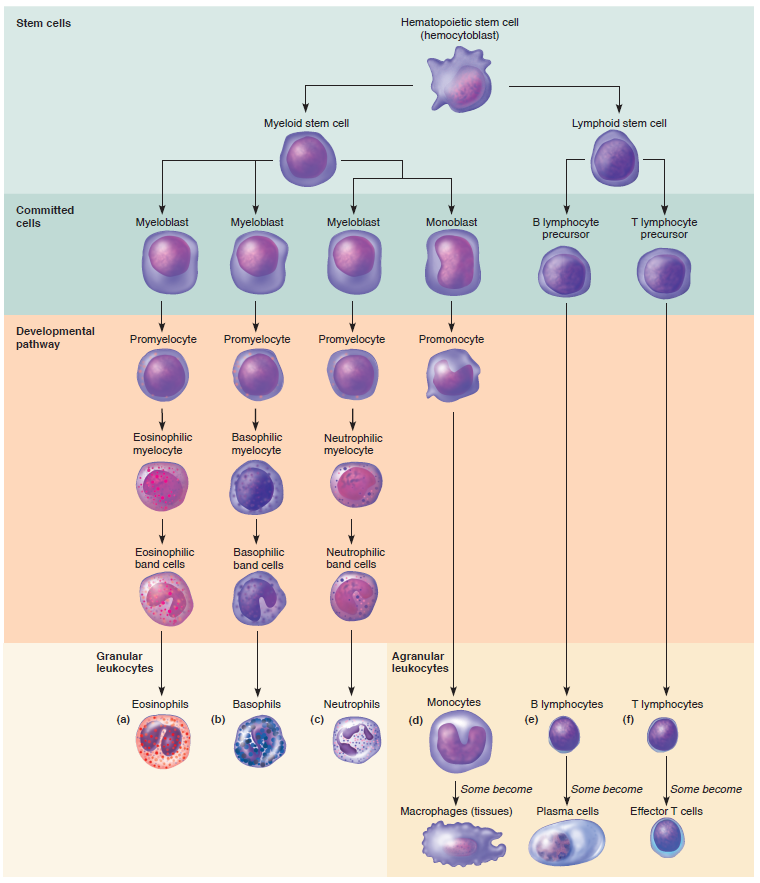 Stem cells
Hematopoietic stem cell
(hemocytoblast)
Myeloid stem cell
Lymphoid stem cell
Committed
cells
Myeloblast
Myeloblast
Myeloblast
Monoblast
B lymphocyte
precursor
T lymphocyte
precursor
Developmental
pathway
Promyelocyte
Promyelocyte
Promyelocyte
Promonocyte
Eosinophilic
myelocyte
Basophilic
myelocyte
Neutrophilic
myelocyte
Eosinophilic
band cells
Basophilic
band cells
Neutrophilic
band cells
Granular
leukocytes
Agranular
leukocytes
Eosinophils
(a)
Basophils
(b)
Neutrophils
(c)
Monocytes
(d)
B lymphocytes
(e)
T lymphocytes
(f)
Some become
Some become
Some become
Macrophages (tissues)
Plasma cells
Effector T cells